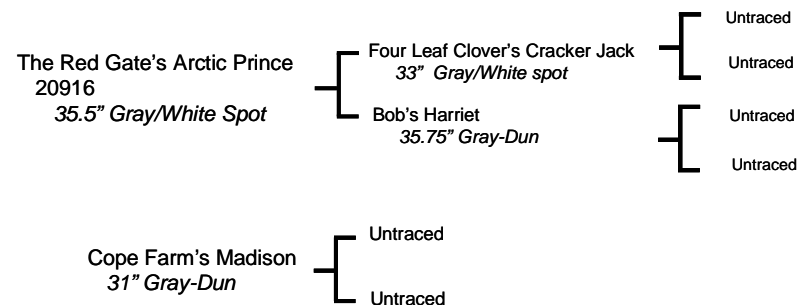 The Red Gate's Arctic Prince
20916
35.5" Gray/White Spot
Four Leaf Clover's Cracker Jack
33" Gray/White spot
Untraced
Untraced
Bob's Harriet
35.75" Gray-Dun
Untraced
Untraced
Cope Farm's Madison
31" Gray-Dun
Untraced
Untraced